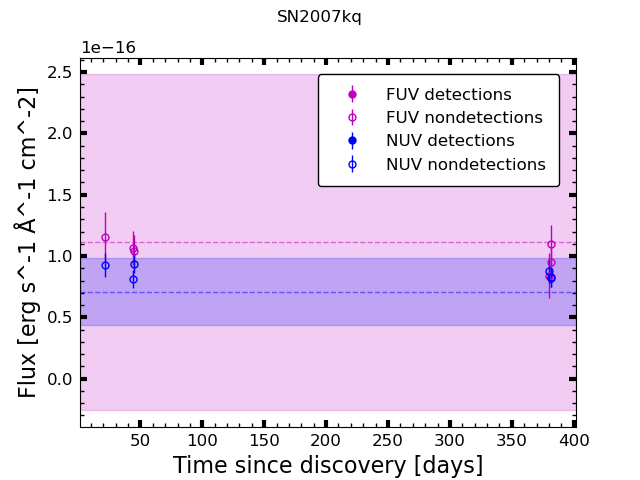 SN2007kq
1e−16
2.5
2.0
1.5
1.0
0.5
0.0
Flux [erg s^-1 Å^-1 cm^-2]
FUV detections
FUV nondetections
NUV detections
NUV nondetections
50 100 150 200 250 300 350 400
Time since discovery [days]